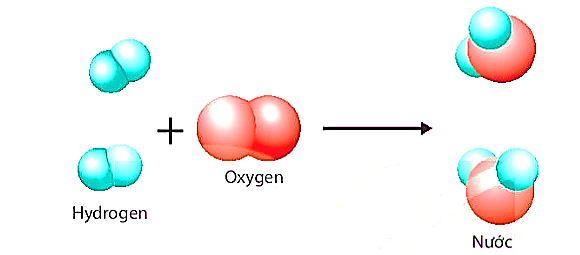 +
Oxygen
Hydrogen
Nước